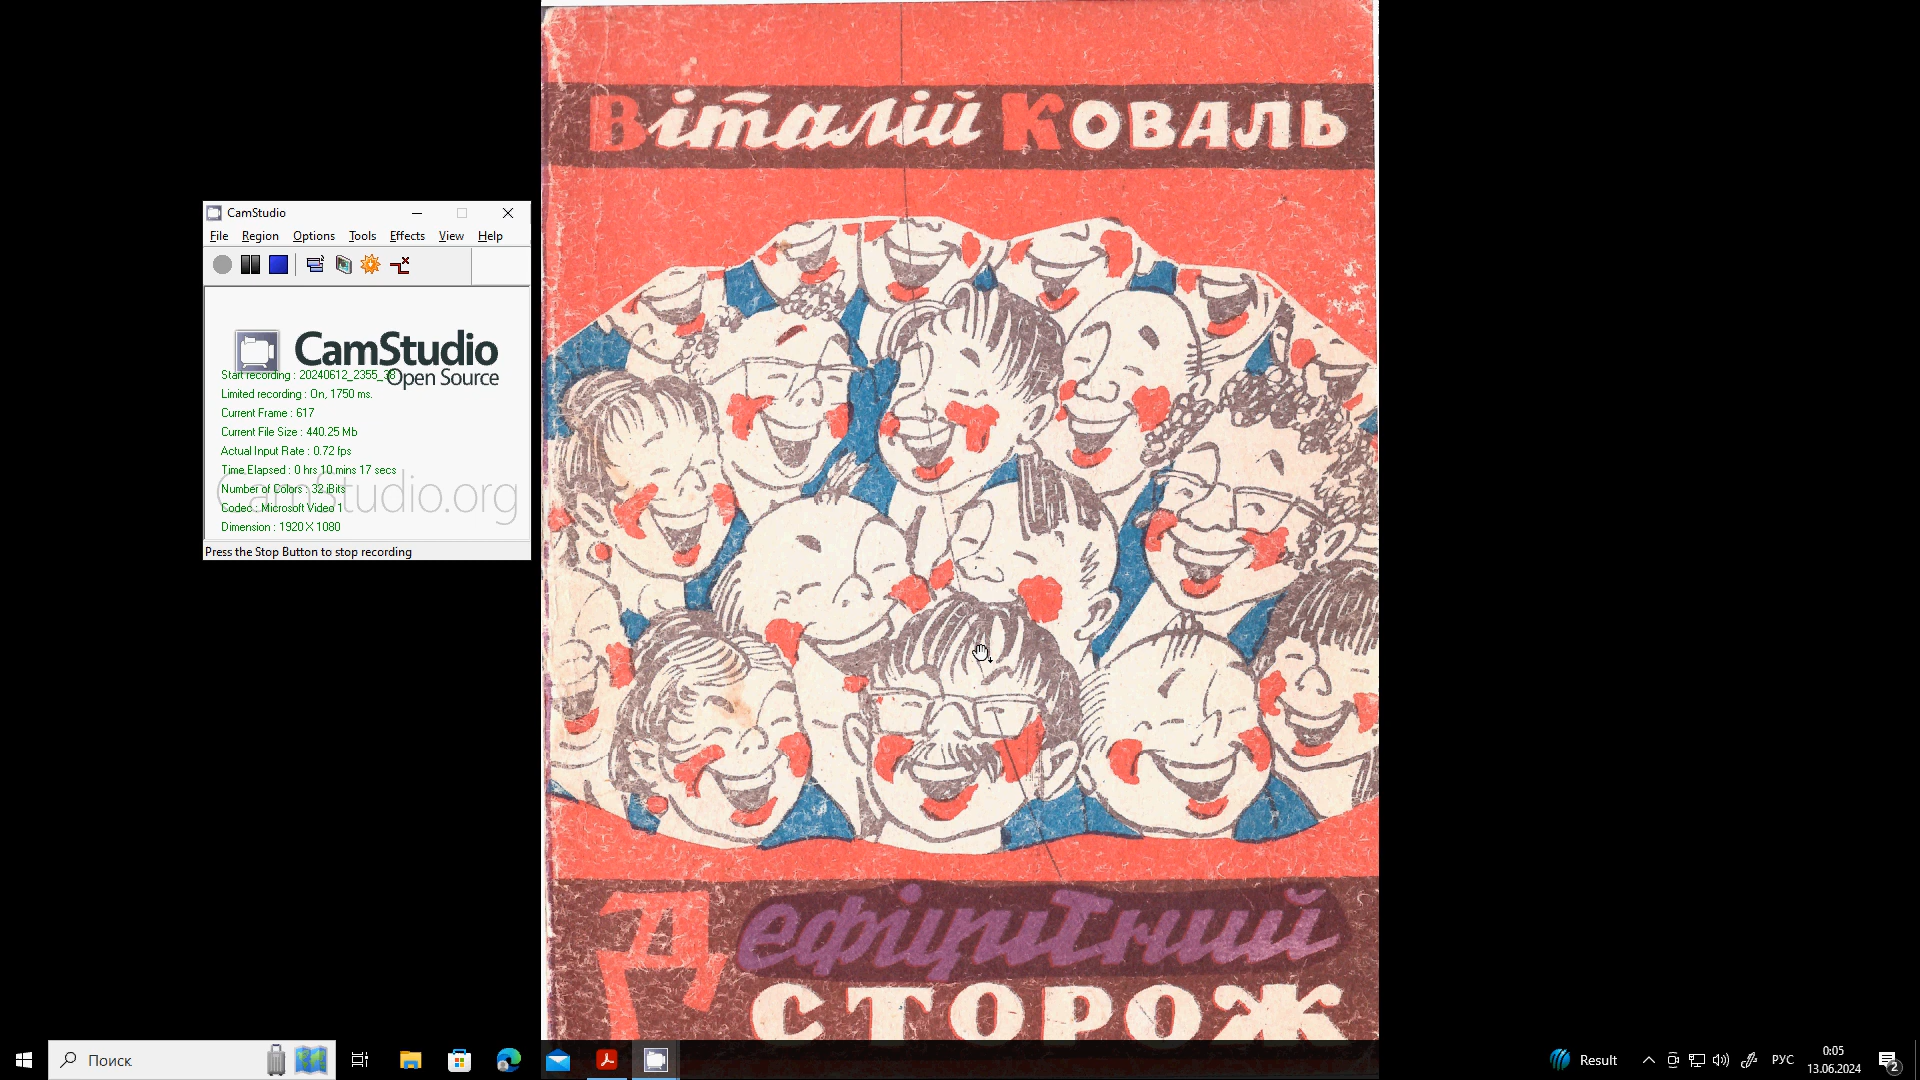 Віталій Коваль
CamStudio
File Region Options Tools Effects View Help
CamStudio
Open Source
Start recording : 20240612_2355_38
Limited recording : On, 1750 ms.
Current Frame : 617
Current File Size : 440.25 Mb
Actual Input Rate : 0.72 fps
Time Elapsed : 0 hrs 10 mins 17 secs
Number of Colors : 32 iBits
CamStudio.org
Codec : Microsoft Video 1
Dimension : 1920 X 1080
Press the Stop Button to stop recording
Дефіцитний
СТОРОЖ
Поиск
Result
РУС
0:05
13.06.2024
2